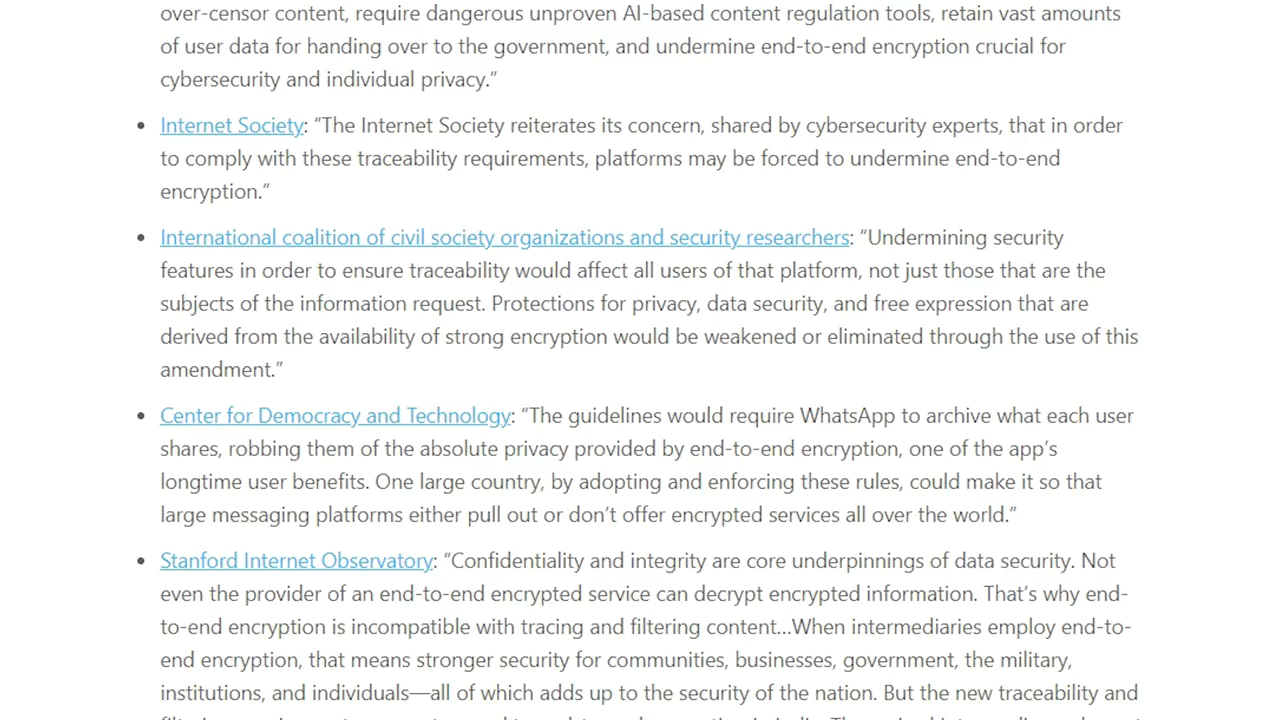 over-censor content, require dangerous unproven AI-based content regulation tools, retain vast amounts
of user data for handing over to the government, and undermine end-to-end encryption crucial for
cybersecurity and individual privacy.”
• Internet Society: “The Internet Society reiterates its concern, shared by cybersecurity experts, that in order
to comply with these traceability requirements, platforms may be forced to undermine end-to-end
encryption.”
• International coalition of civil society organizations and security researchers: “Undermining security
features in order to ensure traceability would affect all users of that platform, not just those that are the
subjects of the information request. Protections for privacy, data security, and free expression that are
derived from the availability of strong encryption would be weakened or eliminated through the use of this
amendment.”
• Center for Democracy and Technology: “The guidelines would require WhatsApp to archive what each user
shares, robbing them of the absolute privacy provided by end-to-end encryption, one of the app’s
longtime user benefits. One large country, by adopting and enforcing these rules, could make it so that
large messaging platforms either pull out or don’t offer encrypted services all over the world.”
• Stanford Internet Observatory: “Confidentiality and integrity are core underpinnings of data security. Not
even the provider of an end-to-end encrypted service can decrypt encrypted information. That’s why end-
to-end encryption is incompatible with tracing and filtering content...When intermediaries employ end-to-
end encryption, that means stronger security for communities, businesses, government, the military,
institutions, and individuals—all of which adds up to the security of the nation. But the new traceability and